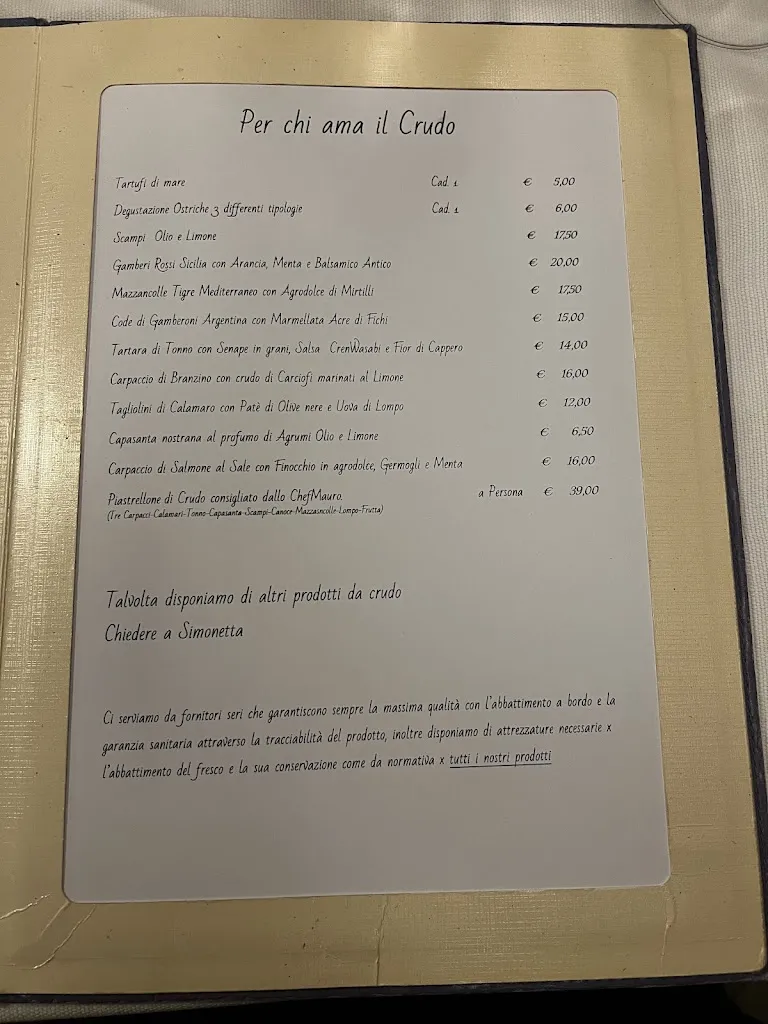 Per chi ama il Crudo
Tartufi di mare Cad. 1 € 5,00
Degustazione Ostriche 3 differenti tipologie Cad. 1 € 6,00
Scampi Olio e Limone € 17,50
Gamberi Rossi Sicilia con Arancia, Menta e Balsamico Antico € 20,00
Mazzancolle Tigre Mediterraneo con Agrodolce di Mirtilli € 17,50
Code di Gamberoni Argentina con Marmellata Acre di Fichi € 15,00
Tartara di Tonno con Senape in grani, Salsa CrenWasabi e Fior di Cappero € 14,00
Carpaccio di Branzino con crudo di Carciofi marinati al Limone € 16,00
Tagliolini di Calamaro con Patè di Olive nere e Uova di Lompo € 12,00
Capasanta nostrana al profumo di Agrumi Olio e Limone € 6,50
Carpaccio di Salmone al Sale con Finocchio in agrodolce, Germogli e Menta € 16,00
Piastrellone di Crudo consigliato dallo ChefMauro. a Persona € 39,00
(Tre Carpacci-Calamari-Tonno-Capasanta-Scampi-Canoce-Mazzasncolle-Lompo-Frutta)
Talvolta disponiamo di altri prodotti da crudo
Chiedere a Simonetta
Ci serviamo da fornitori seri che garantiscono sempre la massima qualità con l'abbattimento a bordo e la
garanzia sanitaria attraverso la tracciabilità del prodotto, inoltre disponiamo di attrezzature necessarie x
l'abbattimento del fresco e la sua conservazione come da normativa x tutti i nostri prodotti